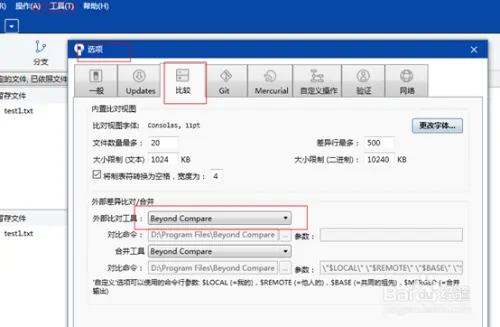 操作(A) 工具(T) 帮助(H)
分支
选项
一般 Updates 比较 Git Mercurial 自定义操作 验证 网络
定的文件, 已依照文件
暂存文件
test1.txt
内置比对视图
比对视图字体: Consolas, 11pt 更改字体...
文件数量最多: 20 差异行最多: 500
大小限制 (文本) 1024 KB 大小限制 (二进制): 10240 KB
将制表符转换为空格, 宽度为: 4
外部差异比对/合并
暂存文件
外部比对工具: Beyond Compare
test1.txt
对比命令: D:\Program Files\Beyond Compare ... 参数:
合并工具 Beyond Compare
对比命令: D:\Program Files\Beyond Compare ... 参数: \"$LOCAL\" \"$REMOTE\" \"$BASE\" \"
'自定义'选项可以使用的命令行参数: $LOCAL (=我的), $REMOTE (=他人的), $BASE (=共同的祖先), $MERGED (=合并
输出)